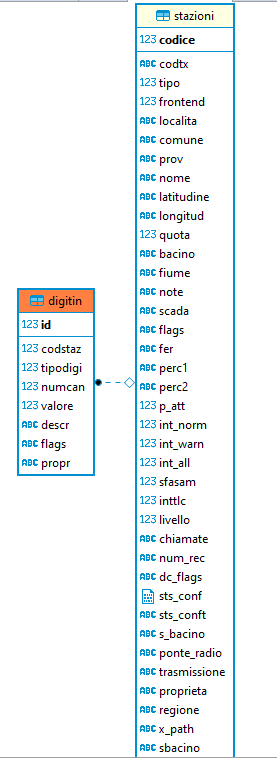 stazioni
123 codice
ABC codtx
123 tipo
123 frontend
ABC localita
ABC comune
ABC prov
ABC nome
ABC latitudine
ABC longitud
123 quota
ABC bacino
ABC fiume
ABC note
ABC scada
ABC flags
ABC fer
ABC perc1
ABC perc2
123 p_att
123 int_norm
123 int_warn
123 int_all
123 sfasam
123 inttlc
123 livello
ABC chiamate
ABC num_rec
ABC dc_flags
sts_conf
ABC sts_conft
ABC s_bacino
ABC ponte_radio
ABC trasmissione
ABC proprieta
ABC regione
ABC x_path
ABC sbacino
digitin
123 id
123 codstaz
123 tipodigi
123 numcan
123 valore
ABC descr
ABC flags
ABC propr